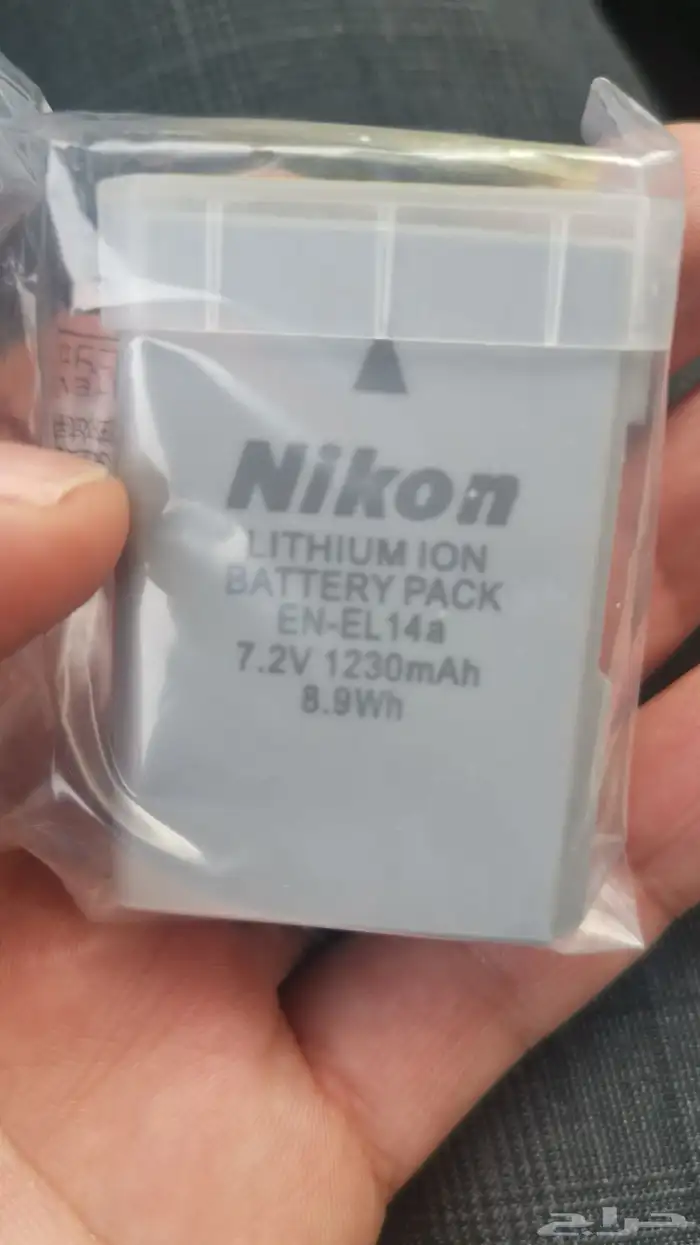 Nikon
LITHIUM ION
BATTERY PACK
EN-EL14a
7.2V 1230mAh
8.9Wh
حراج